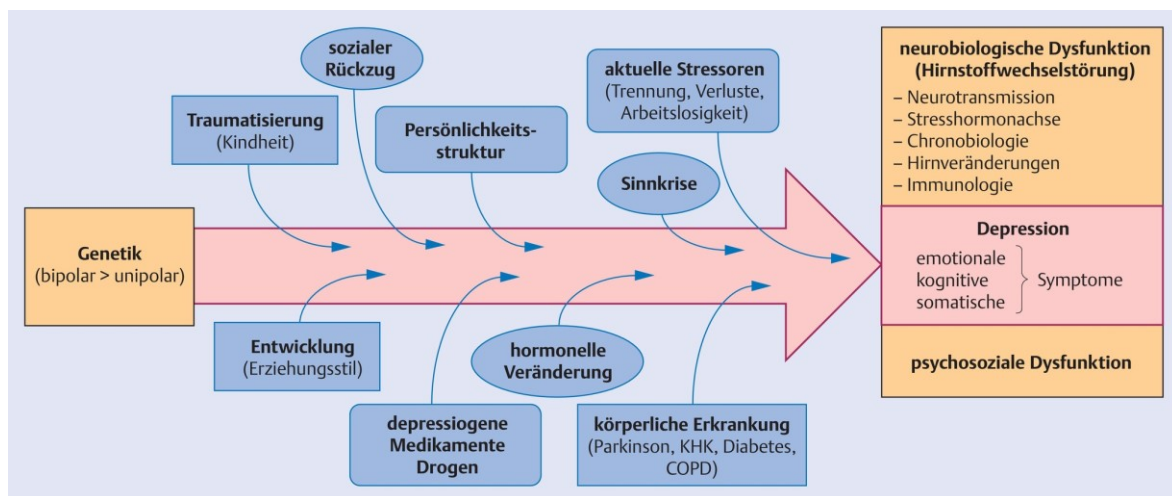 sozialer
Rückzug
Traumatisierung
(Kindheit)
Persönlichkeits-
struktur
aktuelle Stressoren
(Trennung, Verluste,
Arbeitslosigkeit)
Sinnkrise
Genetik
(bipolar > unipolar)
Entwicklung
(Erziehungsstil)
depressiogene
Medikamente
Drogen
hormonelle
Veränderung
körperliche Erkrankung
(Parkinson, KHK, Diabetes,
COPD)
neurobiologische Dysfunktion
(Hirnstoffwechselstörung)
– Neurotransmission
– Stresshormonachse
– Chronobiologie
– Hirnveränderungen
– Immunologie
Depression
emotionale
kognitive
somatische
Symptome
psychosoziale Dysfunktion